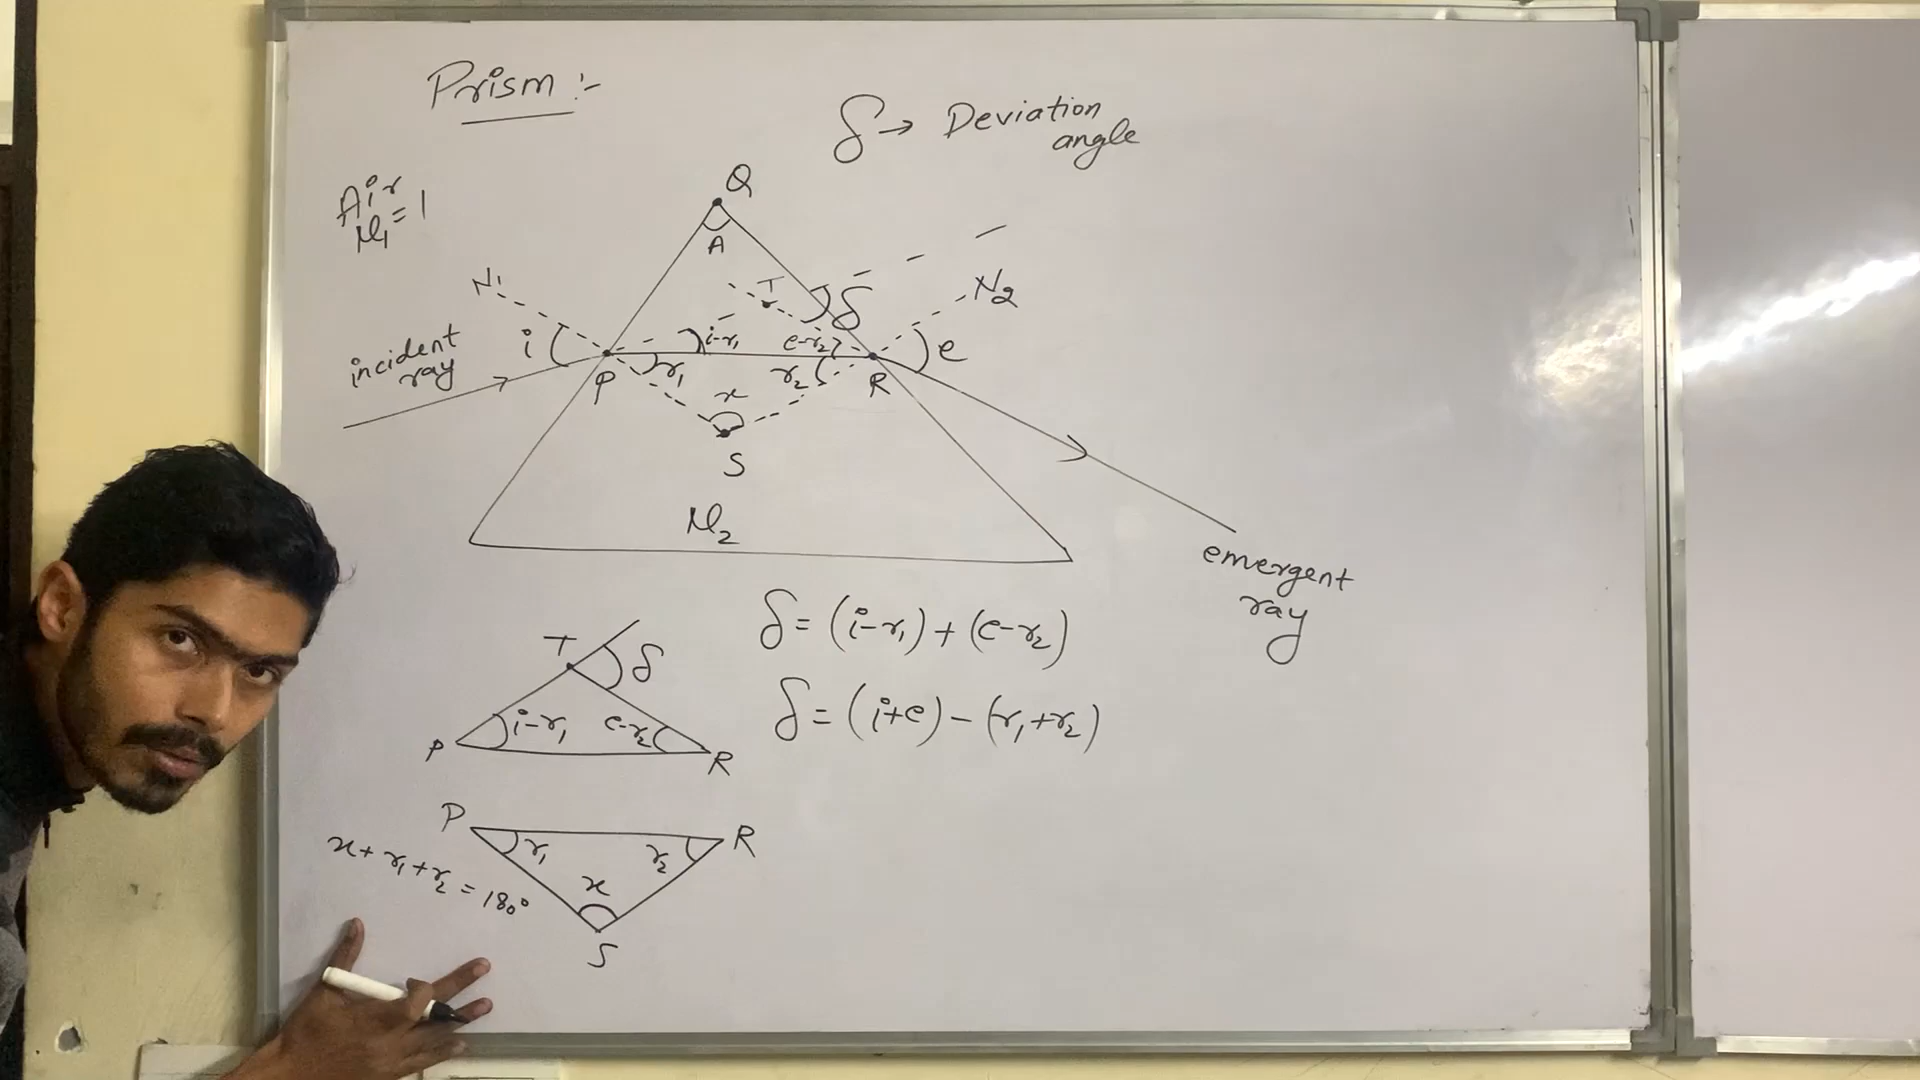 Prism :-
δ → Deviation
angle
Air
μ₁ = 1
Q
A
N₁
T
δ
N₂
incident
ray
i
i-r₁
e-r₂
e
P
r₁
r₂
R
x
S
μ₂
emergent
ray
δ = (i-r₁) + (e-r₂)
T
δ
i-r₁
e-r₂
P
R
δ = (i+e) - (r₁+r₂)
P
R
r₁
r₂
x + r₁ + r₂ = 180°
x
S